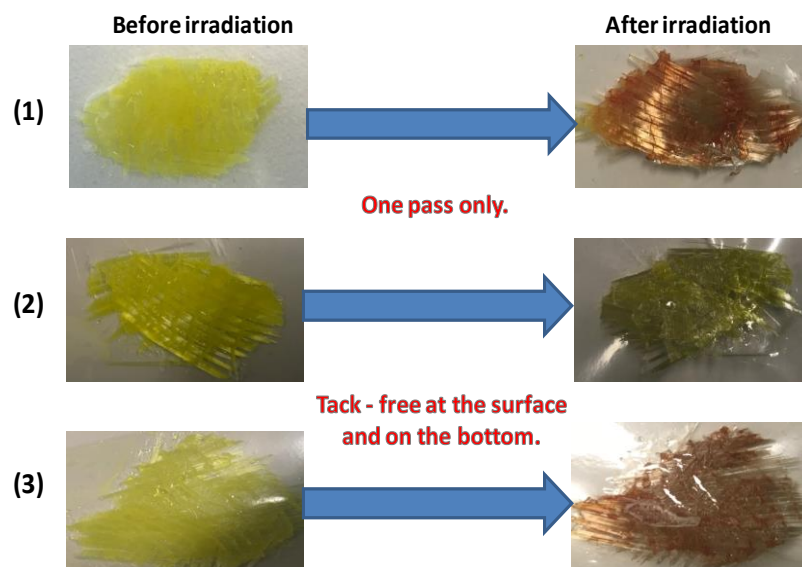 Before irradiation
After irradiation
(1)
One pass only.
(2)
Tack - free at the surface
and on the bottom.
(3)